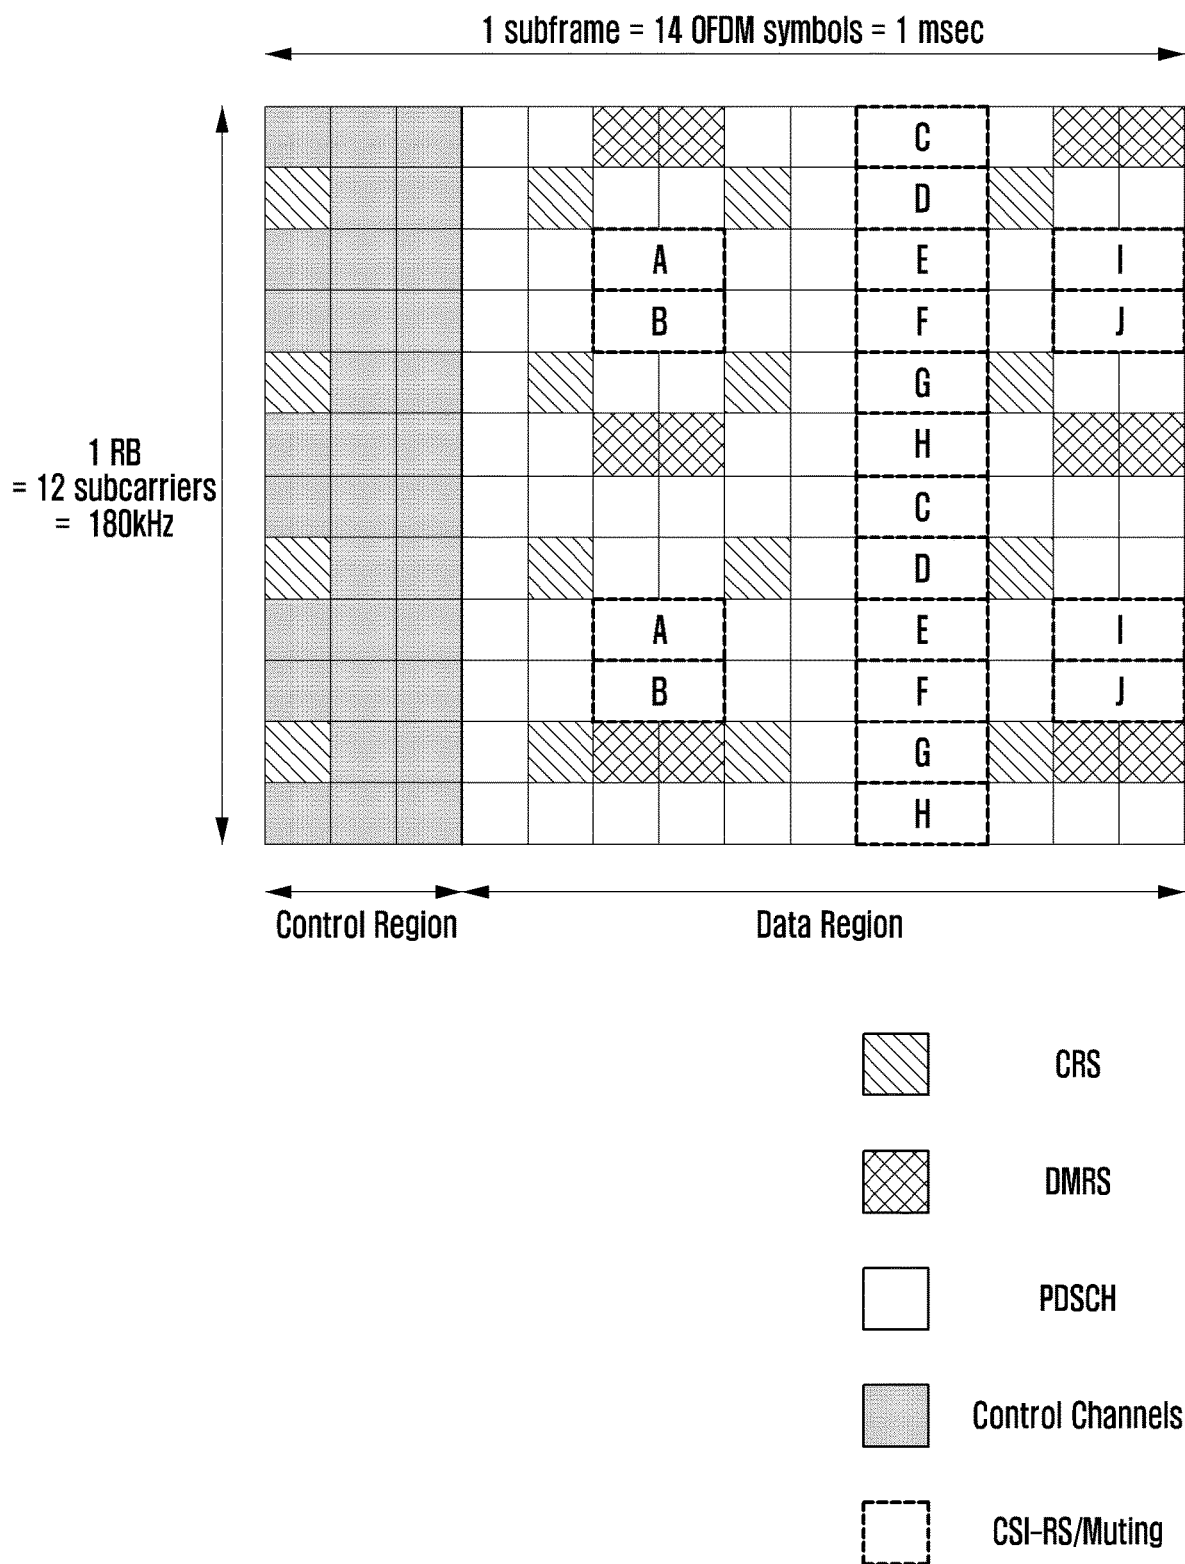 1 subframe = 14 OFDM symbols = 1 msec
C
D
A E I
B F J
G
H
C
D
A E I
B F J
G
H
1 RB
= 12 subcarriers
= 180kHz
Control Region Data Region
CRS
DMRS
PDSCH
Control Channels
CSI-RS/Muting